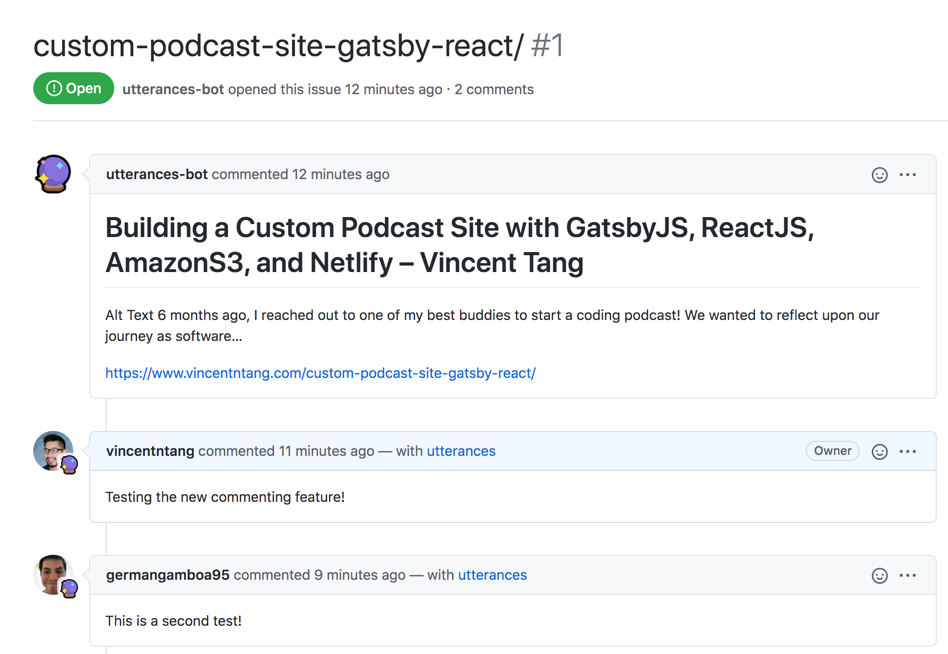 custom-podcast-site-gatsby-react/ #1
Open utterances-bot opened this issue 12 minutes ago · 2 comments
utterances-bot commented 12 minutes ago
Building a Custom Podcast Site with GatsbyJS, ReactJS,
AmazonS3, and Netlify – Vincent Tang
Alt Text 6 months ago, I reached out to one of my best buddies to start a coding podcast! We wanted to reflect upon our
journey as software...
https://www.vincentntang.com/custom-podcast-site-gatsby-react/
vincentntang commented 11 minutes ago — with utterances Owner
Testing the new commenting feature!
germangamboa95 commented 9 minutes ago — with utterances
This is a second test!